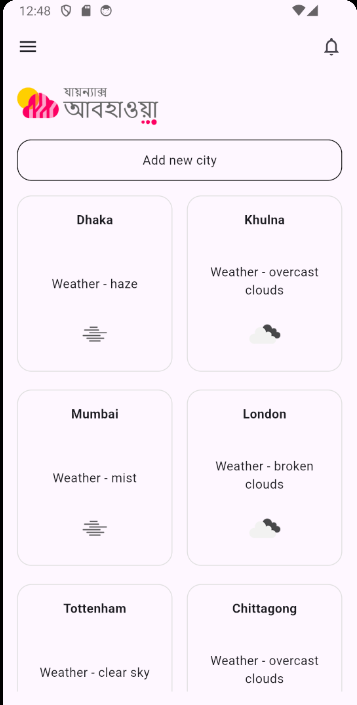 12:48
যায়ন্যাক্স
আবহাওয়া
Add new city
Dhaka
Khulna
Weather - haze
Weather - overcast
clouds
Mumbai
London
Weather - mist
Weather - broken
clouds
Tottenham
Chittagong
Weather - clear sky
Weather - overcast
clouds